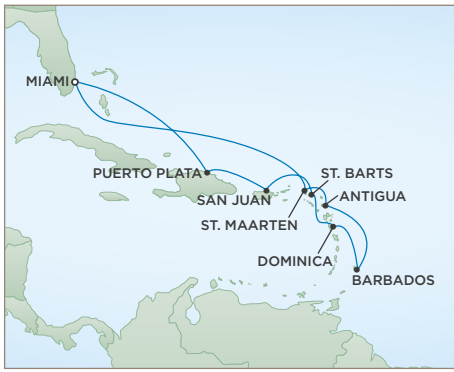 MIAMI
PUERTO PLATA
SAN JUAN
ST. BARTS
ANTIGUA
ST. MAARTEN
DOMINICA
BARBADOS